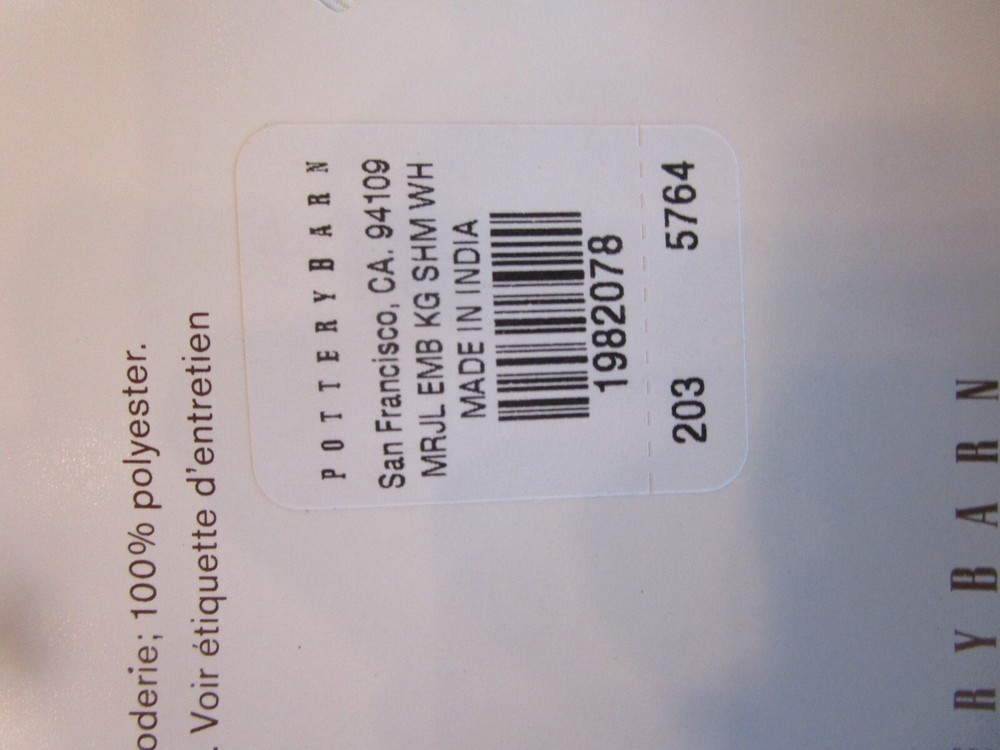 oderie; 100% polyester.
. Voir étiquette d'entretien
POTTERYBARN
San Francisco, CA. 94109
MRJL EMB KG SHM WH
MADE IN INDIA
1982078
203 5764
RYBARN